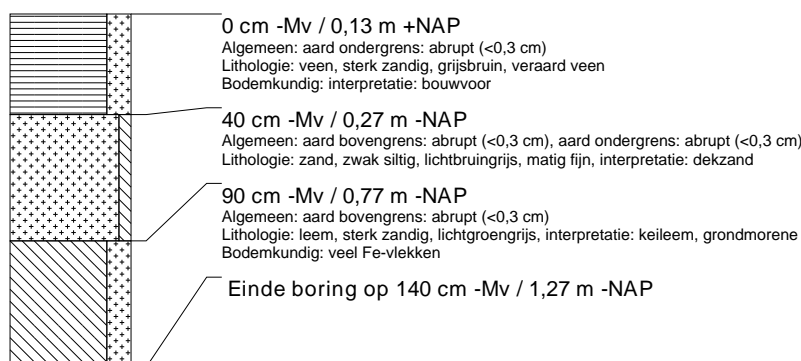 0 cm -Mv / 0,13 m +NAP
Algemeen: aard ondergrens: abrupt (<0,3 cm)
Lithologie: veen, sterk zandig, grijsbruin, veraard veen
Bodemkundig: interpretatie: bouwvoor
40 cm -Mv / 0,27 m -NAP
Algemeen: aard bovengrens: abrupt (<0,3 cm), aard ondergrens: abrupt (<0,3 cm)
Lithologie: zand, zwak siltig, lichtbruingrijs, matig fijn, interpretatie: dekzand
90 cm -Mv / 0,77 m -NAP
Algemeen: aard bovengrens: abrupt (<0,3 cm)
Lithologie: leem, sterk zandig, lichtgroengrijs, interpretatie: keileem, grondmorene
Bodemkundig: veel Fe-vlekken
Einde boring op 140 cm -Mv / 1,27 m -NAP